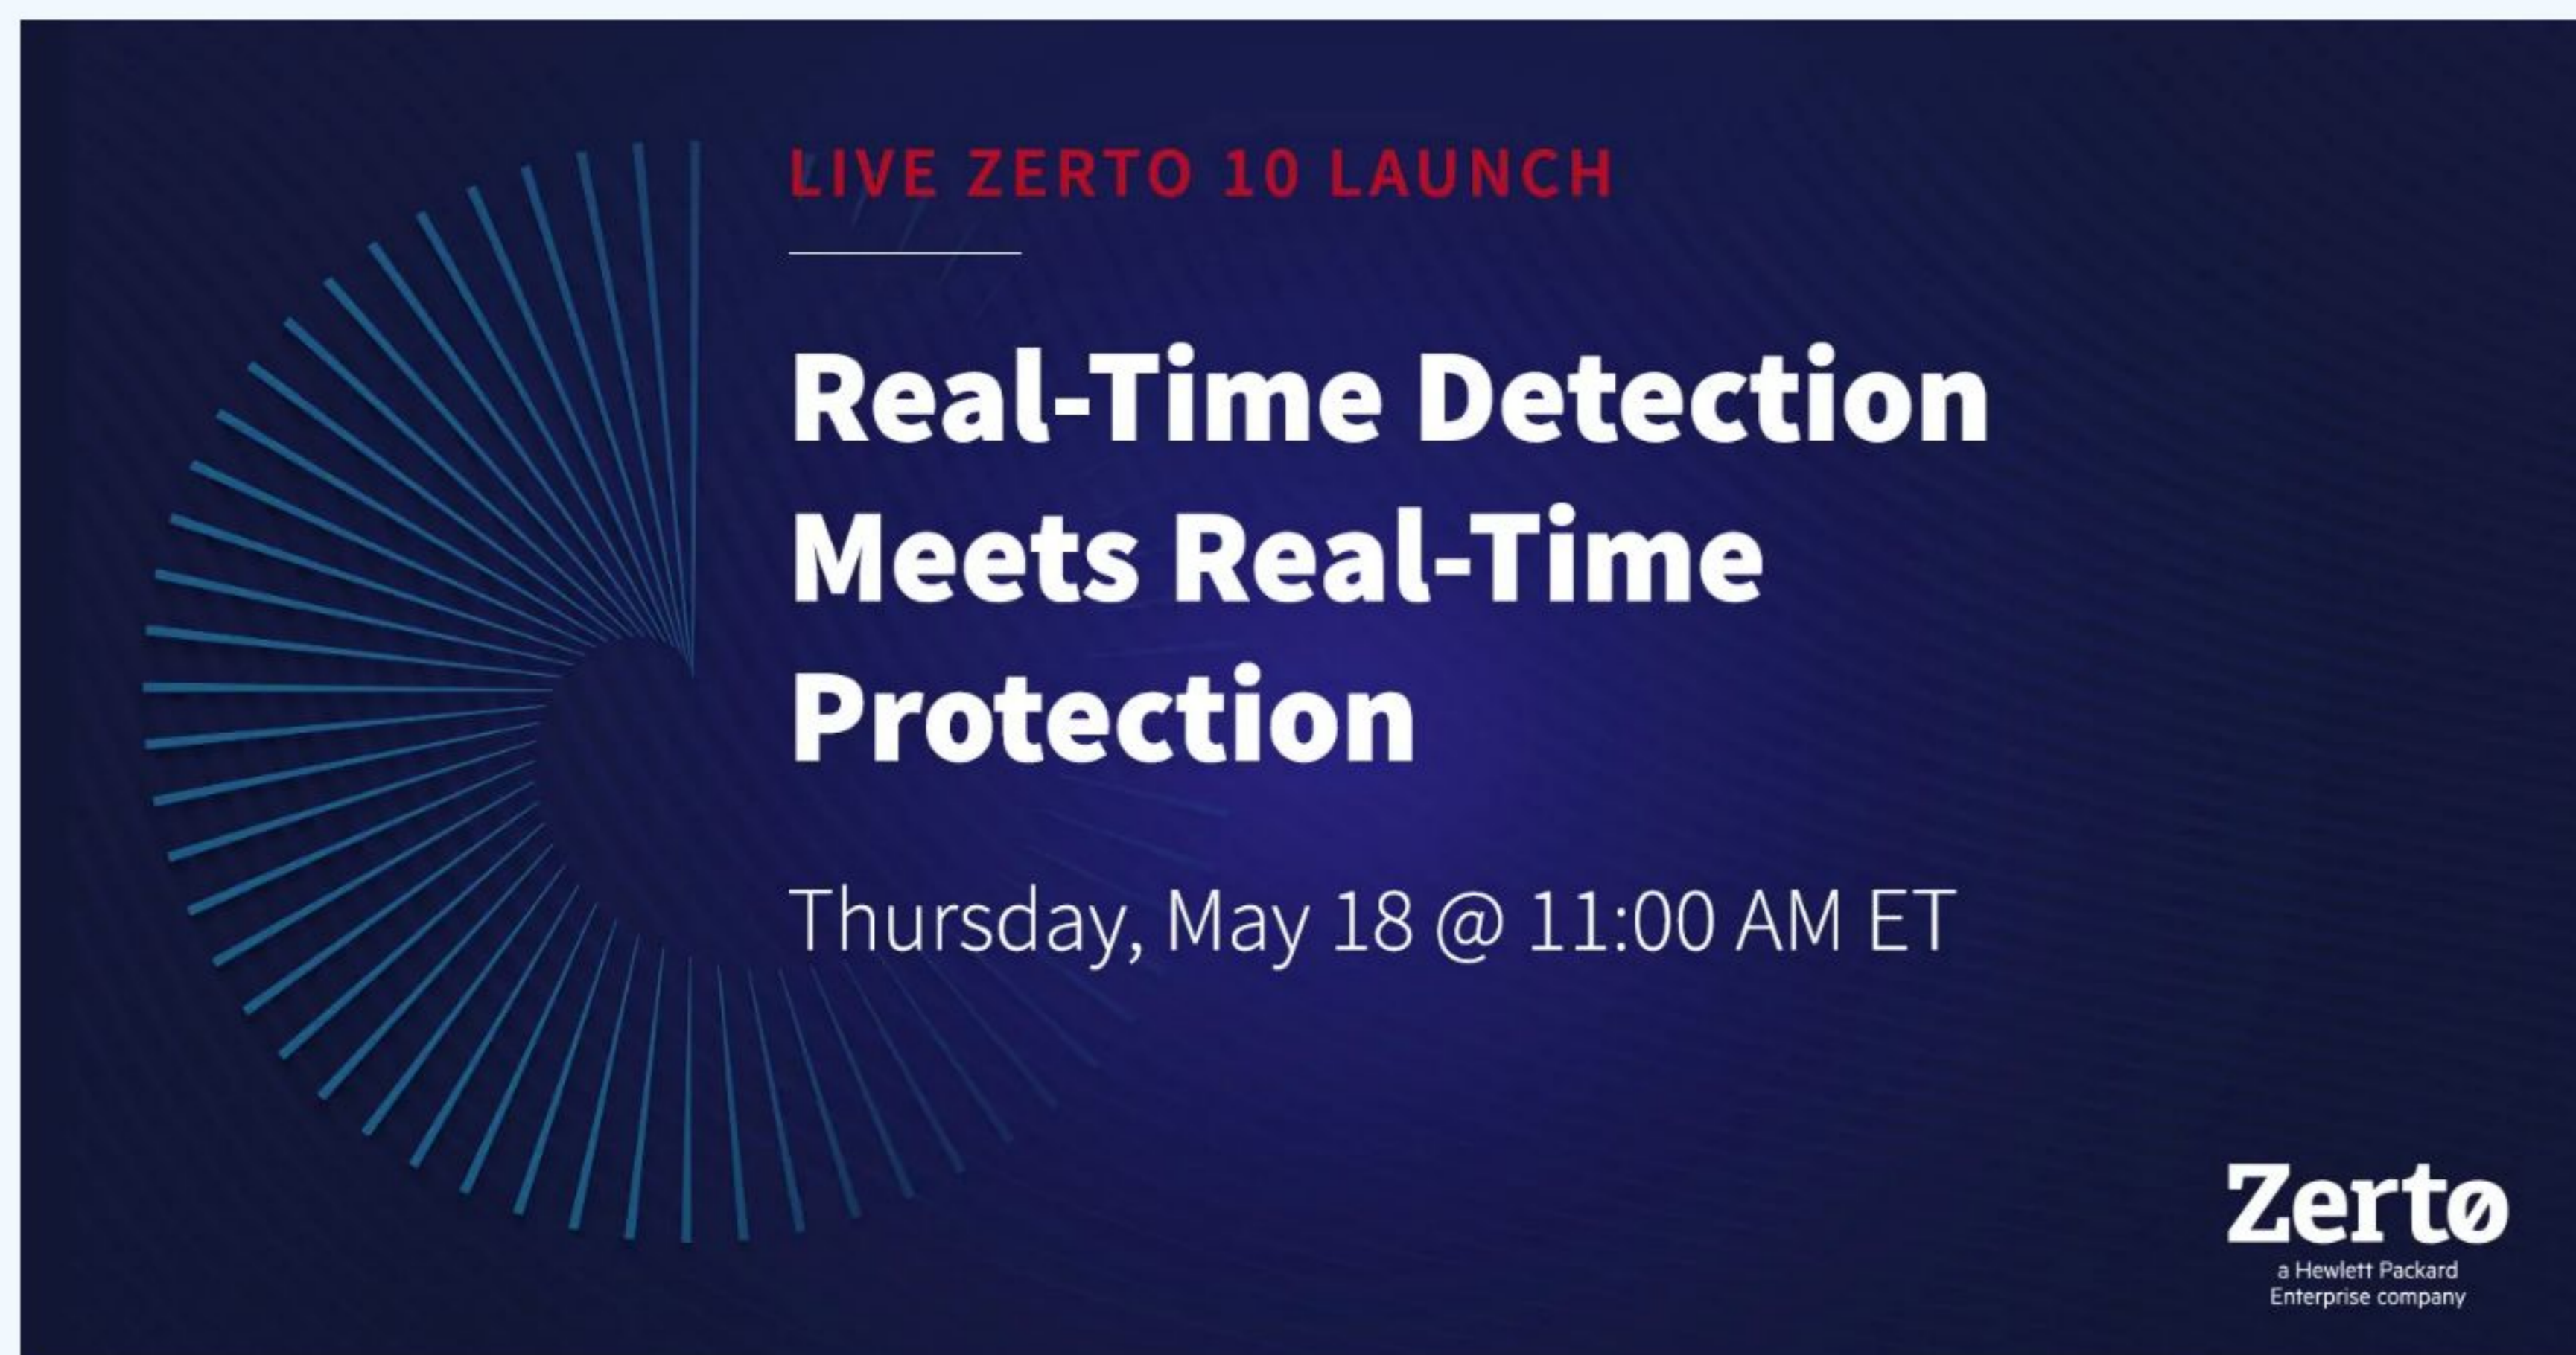 LIVE ZERTO 10 LAUNCH
Real-Time Detection
Meets Real-Time
Protection
Thursday, May 18 @ 11:00 AM ET
Zertø
a Hewlett Packard
Enterprise company